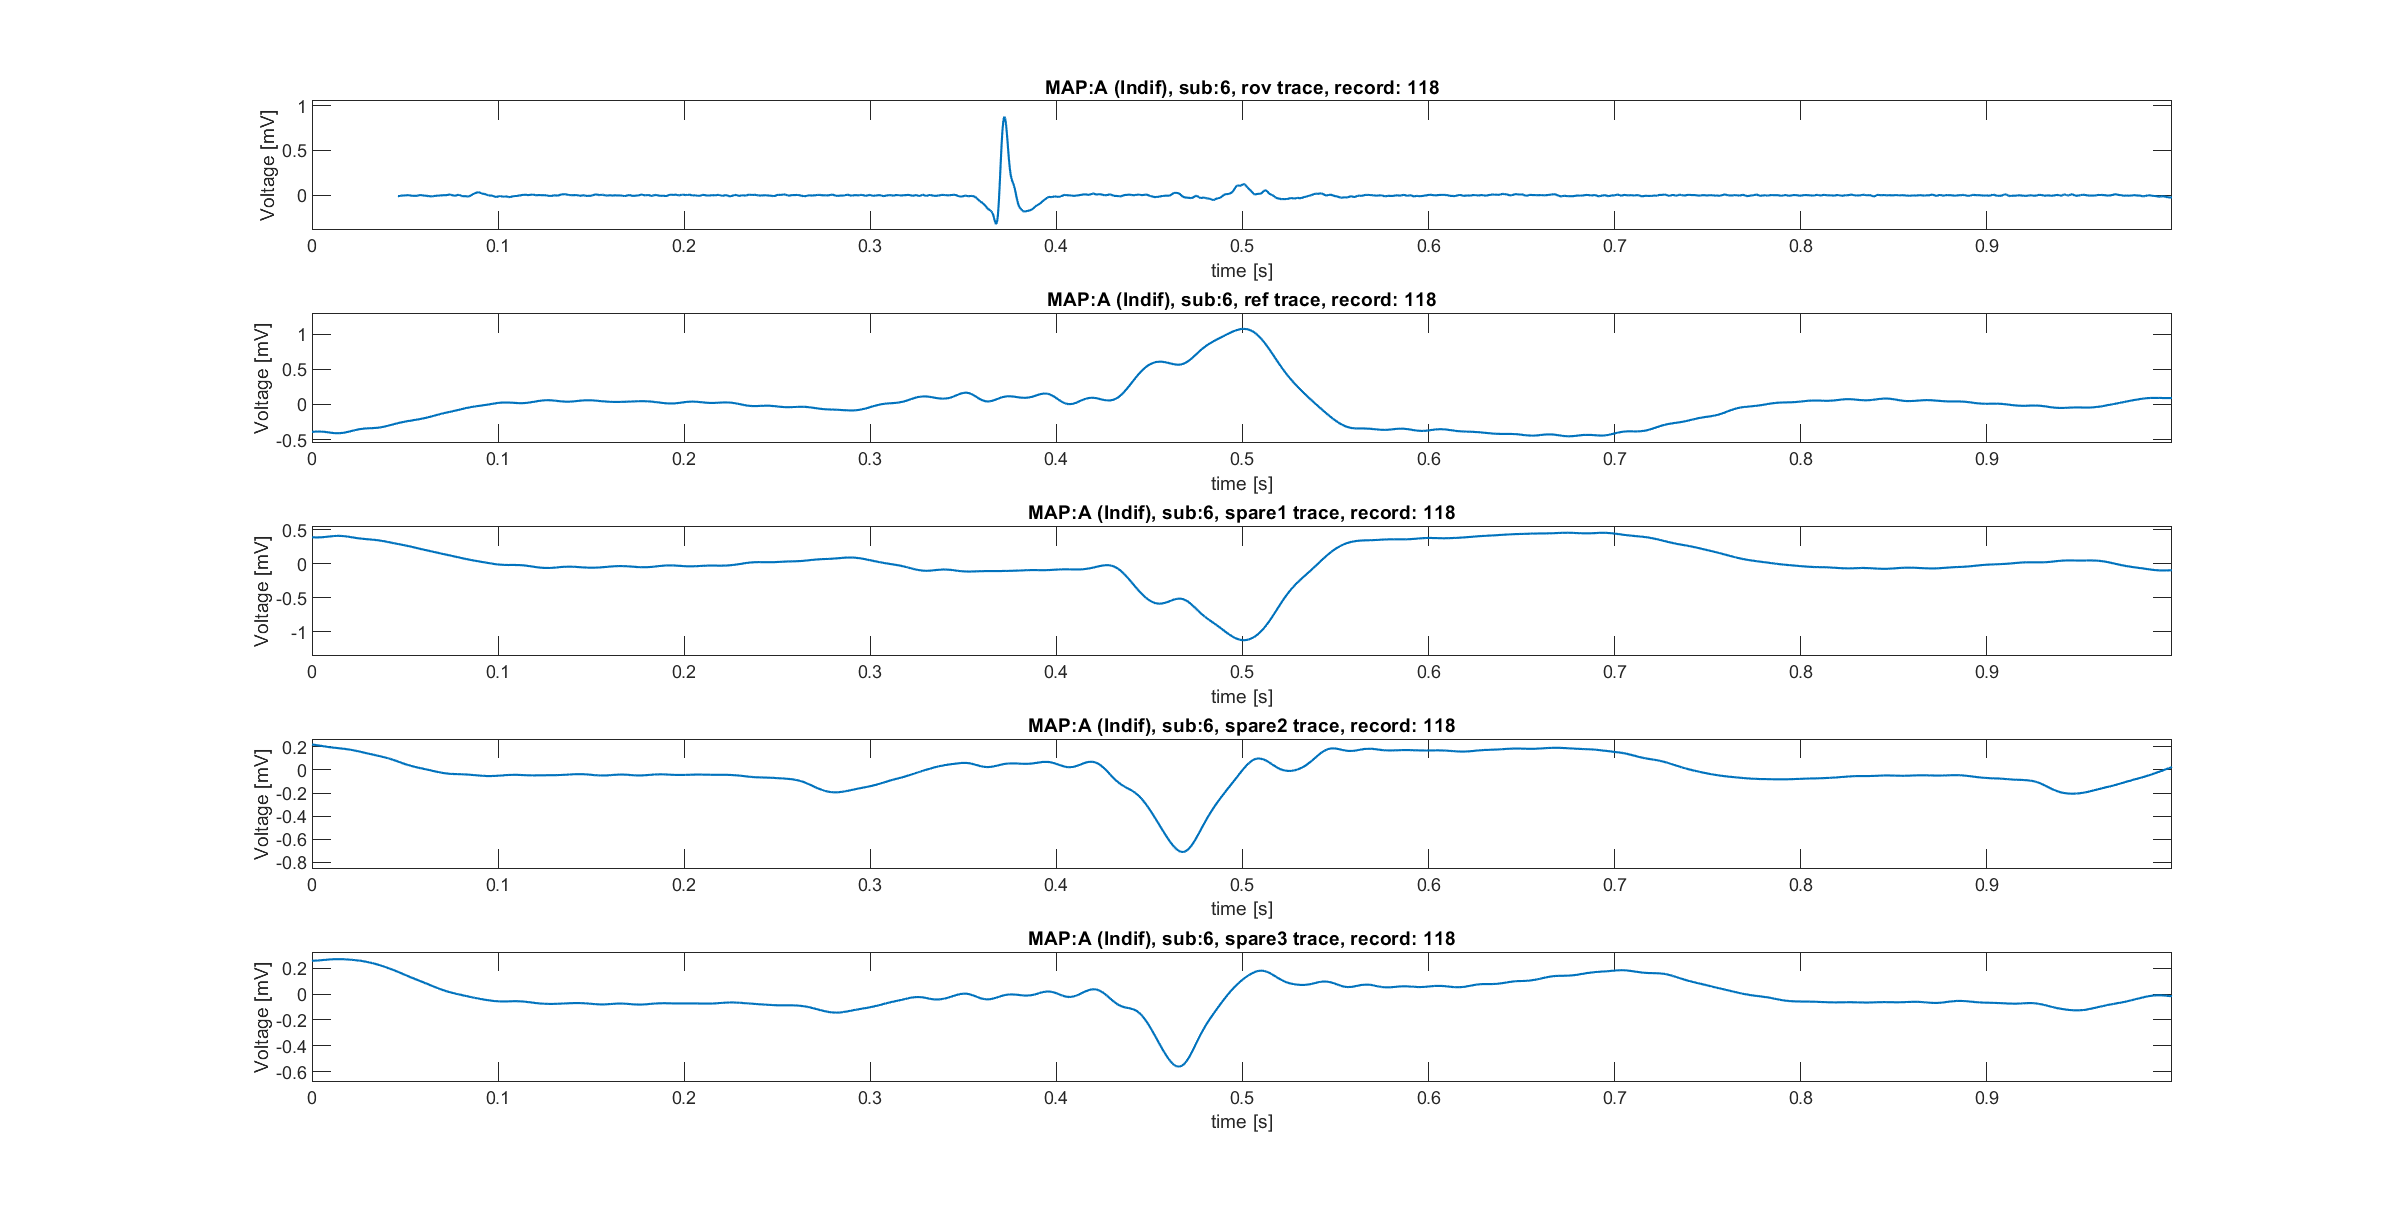 MAP:A (Indif), sub:6, rov trace, record: 118
Voltage [mV]
1
0.5
0
0 0.1 0.2 0.3 0.4 0.5 0.6 0.7 0.8 0.9
time [s]
MAP:A (Indif), sub:6, ref trace, record: 118
Voltage [mV]
1
0.5
0
-0.5
0 0.1 0.2 0.3 0.4 0.5 0.6 0.7 0.8 0.9
time [s]
MAP:A (Indif), sub:6, spare1 trace, record: 118
Voltage [mV]
0.5
0
-0.5
-1
0 0.1 0.2 0.3 0.4 0.5 0.6 0.7 0.8 0.9
time [s]
MAP:A (Indif), sub:6, spare2 trace, record: 118
Voltage [mV]
0.2
0
-0.2
-0.4
-0.6
-0.8
0 0.1 0.2 0.3 0.4 0.5 0.6 0.7 0.8 0.9
time [s]
MAP:A (Indif), sub:6, spare3 trace, record: 118
Voltage [mV]
0.2
0
-0.2
-0.4
-0.6
0 0.1 0.2 0.3 0.4 0.5 0.6 0.7 0.8 0.9
time [s]